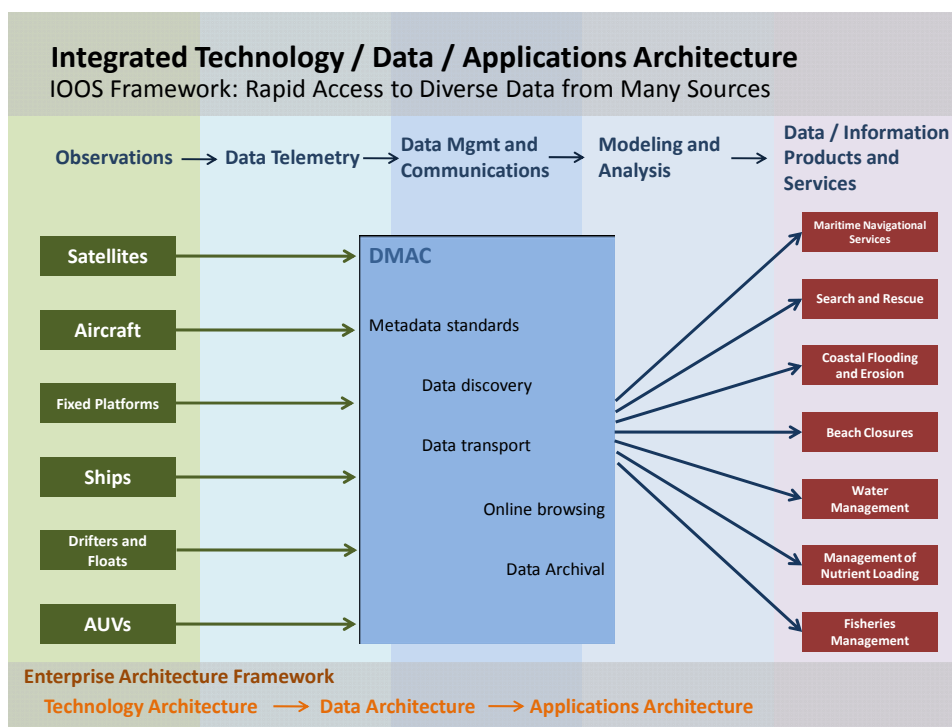 Integrated Technology / Data / Applications Architecture
IOOS Framework: Rapid Access to Diverse Data from Many Sources
Observations
Data Telemetry
Data Mgmt and
Communications
Modeling and
Analysis
Data / Information
Products and
Services
Satellites
Aircraft
Fixed Platforms
Ships
Drifters and
Floats
AUVs
DMAC
Metadata standards
Data discovery
Data transport
Online browsing
Data Archival
Maritime Navigational
Services
Search and Rescue
Coastal Flooding
and Erosion
Beach Closures
Water
Management
Management of
Nutrient Loading
Fisheries
Management
Enterprise Architecture Framework
Technology Architecture
Data Architecture
Applications Architecture